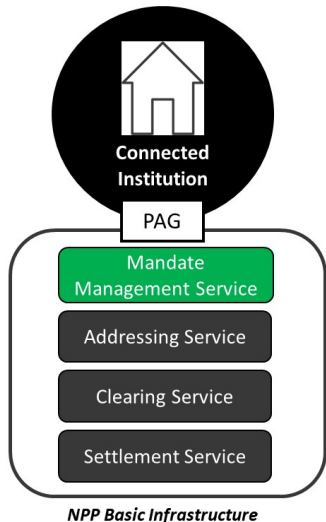 Connected
Institution
PAG
Mandate
Management Service
Addressing Service
Clearing Service
Settlement Service
NPP Basic Infrastructure